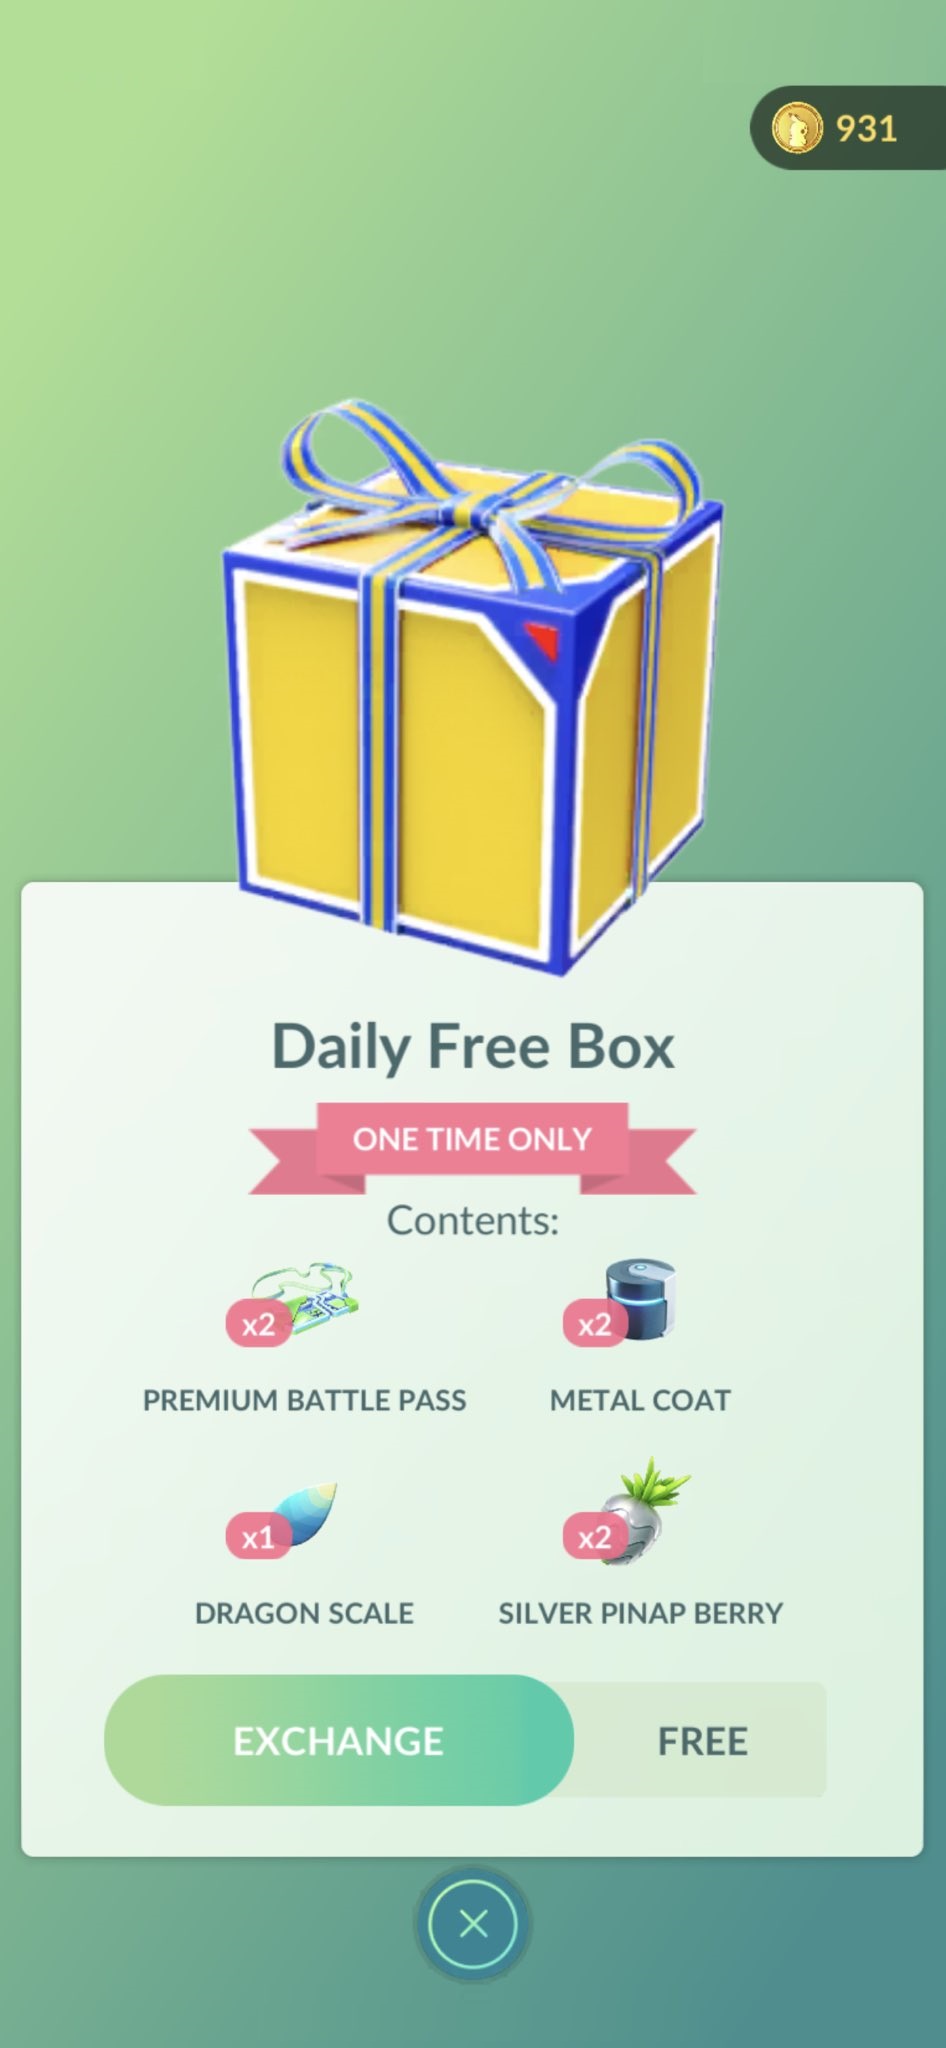 931
Daily Free Box
ONE TIME ONLY
Contents:
x2
PREMIUM BATTLE PASS
x2
METAL COAT
x1
DRAGON SCALE
x2
SILVER PINAP BERRY
EXCHANGE
FREE